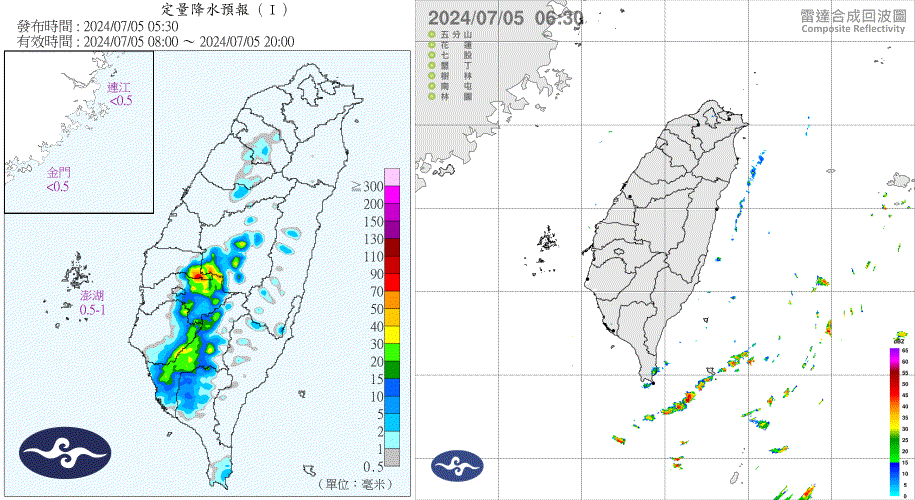 定量降水預報（Ⅰ）
發布時間：2024/07/05 05:30
有效時間：2024/07/05 08:00 ～ 2024/07/05 20:00
連江
<0.5
金門
<0.5
澎湖
0.5-1
≧300
200
150
130
110
90
70
50
40
30
20
15
10
5
2
1
0.5
（單位：毫米）
2024/07/05 06:30
五分山
花蓮
七股
墾丁
樹林
南屯
林園
雷達合成回波圖
Composite Reflectivity
dBZ
65
60
55
50
45
40
35
30
25
20
15
10
5
0